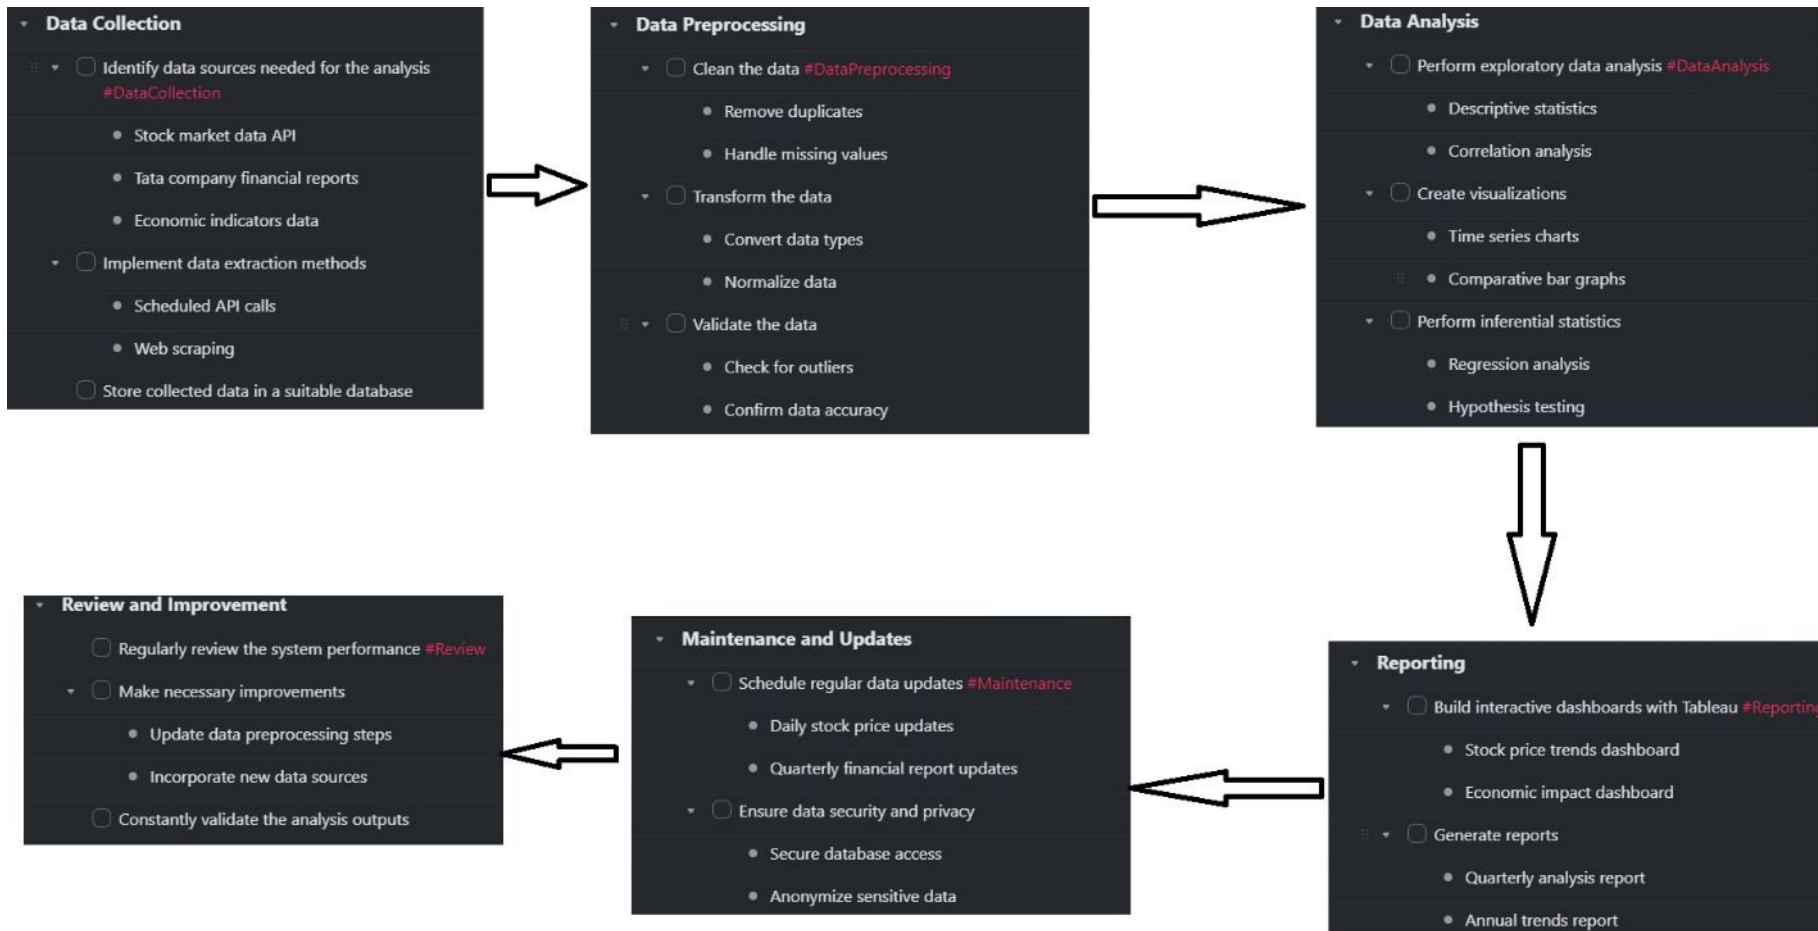 Data Collection
Identify data sources needed for the analysis
#DataCollection
Stock market data API
Tata company financial reports
Economic indicators data
Implement data extraction methods
Scheduled API calls
Web scraping
Store collected data in a suitable database
Data Preprocessing
Clean the data #DataPreprocessing
Remove duplicates
Handle missing values
Transform the data
Convert data types
Normalize data
Validate the data
Check for outliers
Confirm data accuracy
Data Analysis
Perform exploratory data analysis #DataAnalysis
Descriptive statistics
Correlation analysis
Create visualizations
Time series charts
Comparative bar graphs
Perform inferential statistics
Regression analysis
Hypothesis testing
Reporting
Build interactive dashboards with Tableau #Reporting
Stock price trends dashboard
Economic impact dashboard
Generate reports
Quarterly analysis report
Annual trends report
Maintenance and Updates
Schedule regular data updates #Maintenance
Daily stock price updates
Quarterly financial report updates
Ensure data security and privacy
Secure database access
Anonymize sensitive data
Review and Improvement
Regularly review the system performance #Review
Make necessary improvements
Update data preprocessing steps
Incorporate new data sources
Constantly validate the analysis outputs